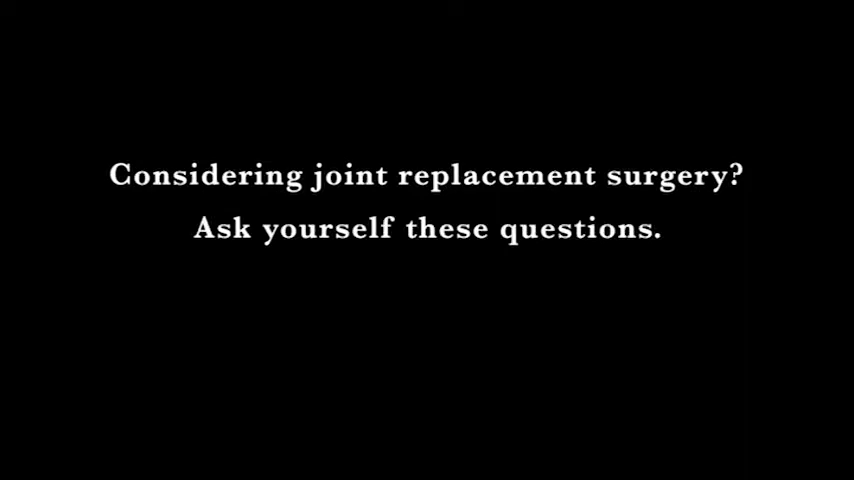 Considering joint replacement surgery?
Ask yourself these questions.